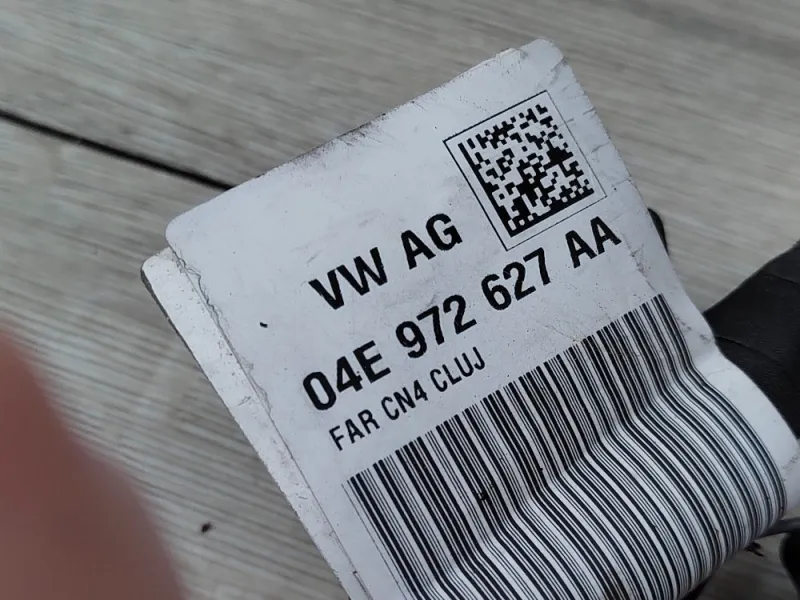 VW AG
04E 972 627 AA
FAR CN4 CLUJ